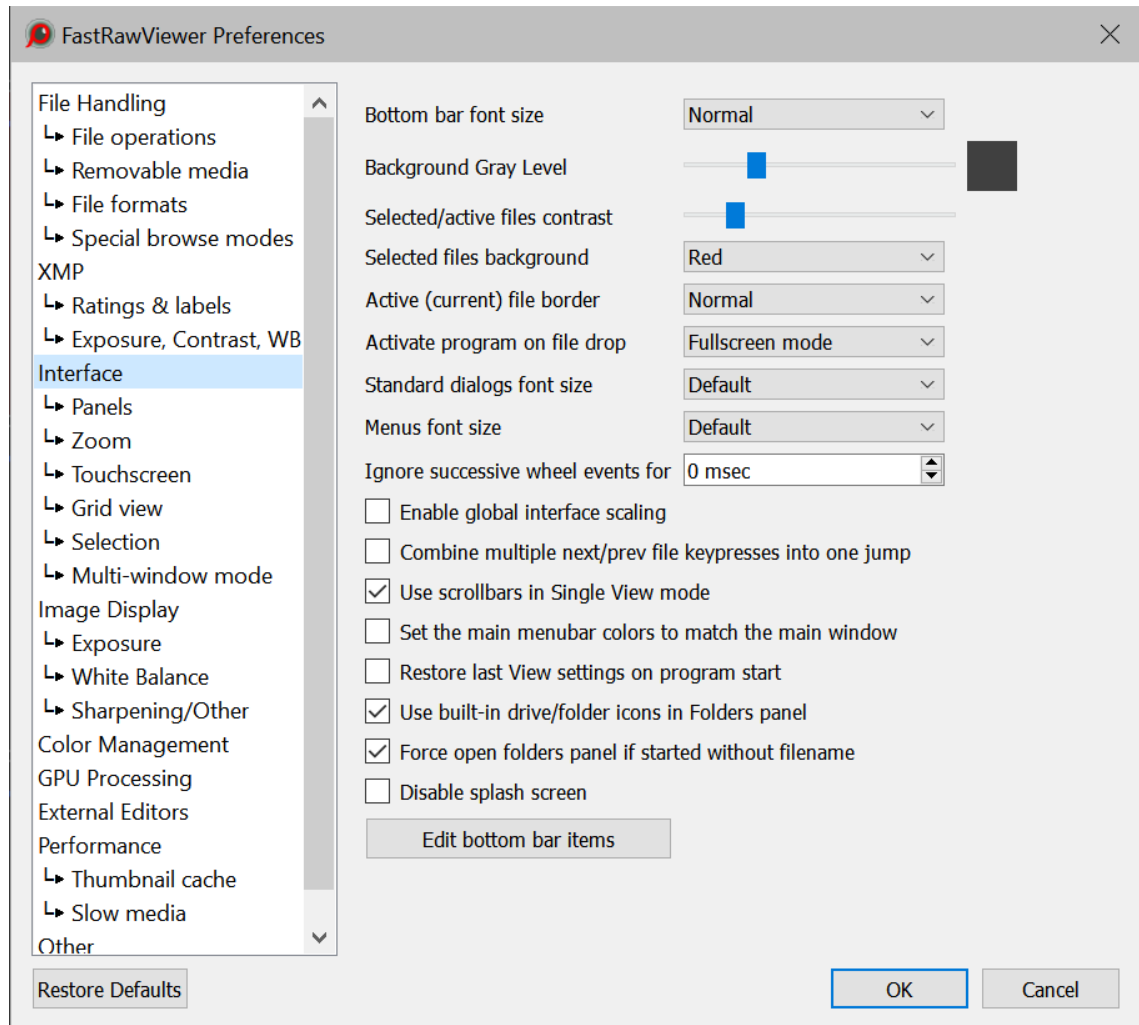 FastRawViewer Preferences
File Handling
File operations
Removable media
File formats
Special browse modes
XMP
Ratings & labels
Exposure, Contrast, WB
Interface
Panels
Zoom
Touchscreen
Grid view
Selection
Multi-window mode
Image Display
Exposure
White Balance
Sharpening/Other
Color Management
GPU Processing
External Editors
Performance
Thumbnail cache
Slow media
Other
Restore Defaults
Bottom bar font size Normal
Background Gray Level
Selected/active files contrast
Selected files background Red
Active (current) file border Normal
Activate program on file drop Fullscreen mode
Standard dialogs font size Default
Menus font size Default
Ignore successive wheel events for 0 msec
Enable global interface scaling
Combine multiple next/prev file keypresses into one jump
Use scrollbars in Single View mode
Set the main menubar colors to match the main window
Restore last View settings on program start
Use built-in drive/folder icons in Folders panel
Force open folders panel if started without filename
Disable splash screen
Edit bottom bar items
OK Cancel